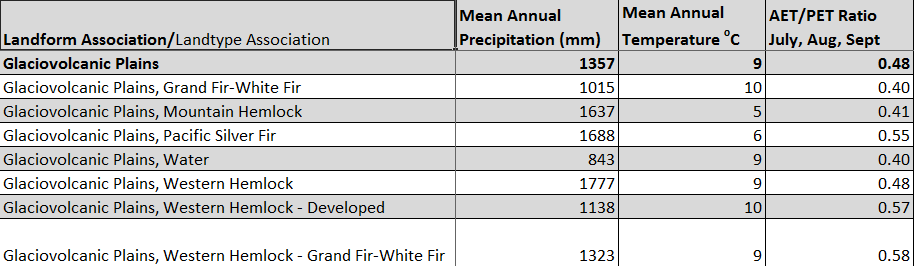 Landform Association/Landtype Association Mean Annual Precipitation (mm) Mean Annual Temperature °C AET/PET Ratio July, Aug, Sept
Glaciovolcanic Plains 1357 9 0.48
Glaciovolcanic Plains, Grand Fir-White Fir 1015 10 0.40
Glaciovolcanic Plains, Mountain Hemlock 1637 5 0.41
Glaciovolcanic Plains, Pacific Silver Fir 1688 6 0.55
Glaciovolcanic Plains, Water 843 9 0.40
Glaciovolcanic Plains, Western Hemlock 1777 9 0.48
Glaciovolcanic Plains, Western Hemlock - Developed 1138 10 0.57
Glaciovolcanic Plains, Western Hemlock - Grand Fir-White Fir 1323 9 0.58